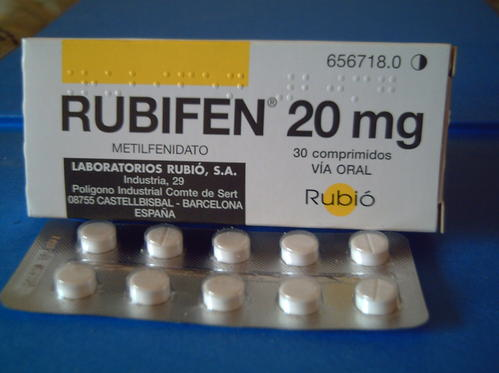 656718.0
RUBIFEN® 20 mg
METILFENIDATO
30 comprimidos
VÍA ORAL
LABORATORIOS RUBIÓ, S.A.
Industria, 29
Polígono Industrial Comte de Sert
08755 CASTELLBISBAL - BARCELONA
ESPAÑA
Rubió